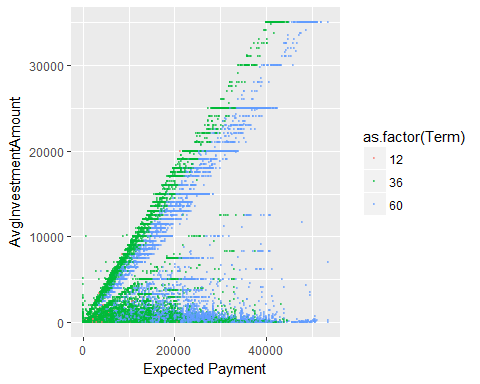 30000
20000
10000
0
AvgInvestmentAmount
0 20000 40000
Expected Payment
as.factor(Term)
12
36
60